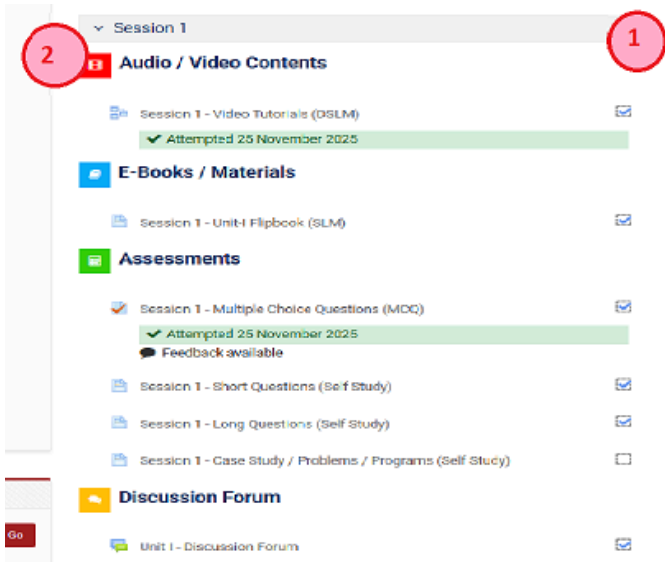 Session 1
1
2
Audio / Video Contents
Session 1 - Video Tutorials (DSLM)
Attempted 25 November 2025
E-Books / Materials
Session 1 - Unit-I Flipbook (SLM)
Assessments
Session 1 - Multiple Choice Questions (MCQ)
Attempted 25 November 2025
Feedback available
Session 1 - Short Questions (Self Study)
Session 1 - Long Questions (Self Study)
Session 1 - Case Study / Problems / Programs (Self Study)
Discussion Forum
Go
Unit I - Discussion Forum